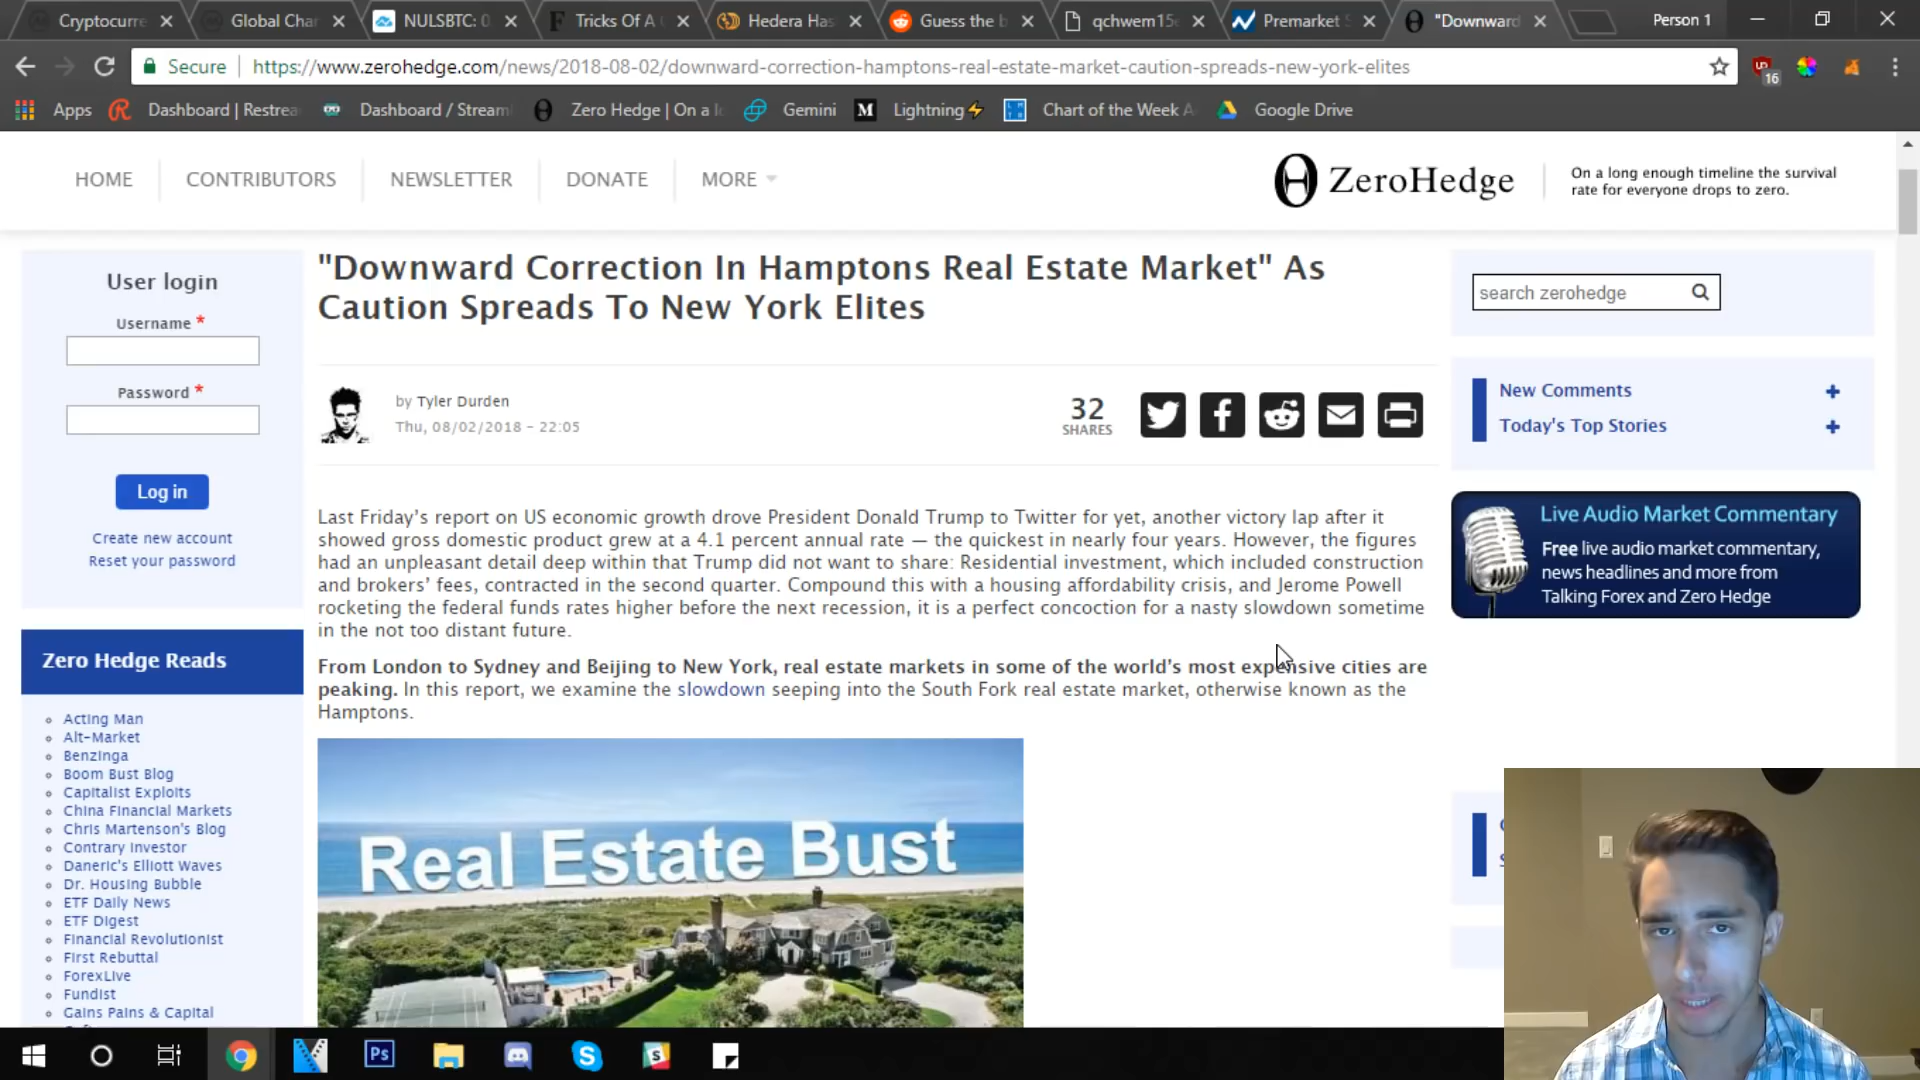 Cryptocurre
Global Char
NULSBTC: 0
Tricks Of A
Hedera Has
Guess the b
qchwem15
Premarket S
"Downward
Person 1
Secure
https://www.zerohedge.com/news/2018-08-02/downward-correction-hamptons-real-estate-market-caution-spreads-new-york-elites
16
Apps
Dashboard | Restrea
Dashboard / Streaml
Zero Hedge | On a l
Gemini
Lightning⚡
Chart of the Week A
Google Drive
HOME
CONTRIBUTORS
NEWSLETTER
DONATE
MORE
ZeroHedge
On a long enough timeline the survival
rate for everyone drops to zero.
User login
Username *
Password *
Log in
Create new account
Reset your password
Zero Hedge Reads
Acting Man
Alt-Market
Benzinga
Boom Bust Blog
Capitalist Exploits
China Financial Markets
Chris Martenson's Blog
Contrary Investor
Daneric's Elliott Waves
Dr. Housing Bubble
ETF Daily News
ETF Digest
Financial Revolutionist
First Rebuttal
ForexLive
Fundist
Gains Pains & Capital
"Downward Correction In Hamptons Real Estate Market" As
Caution Spreads To New York Elites
by Tyler Durden
Thu, 08/02/2018 - 22:05
32
SHARES
Last Friday's report on US economic growth drove President Donald Trump to Twitter for yet, another victory lap after it
showed gross domestic product grew at a 4.1 percent annual rate — the quickest in nearly four years. However, the figures
had an unpleasant detail deep within that Trump did not want to share: Residential investment, which included construction
and brokers' fees, contracted in the second quarter. Compound this with a housing affordability crisis, and Jerome Powell
rocketing the federal funds rates higher before the next recession, it is a perfect concoction for a nasty slowdown sometime
in the not too distant future.
From London to Sydney and Beijing to New York, real estate markets in some of the world's most expensive cities are
peaking. In this report, we examine the slowdown seeping into the South Fork real estate market, otherwise known as the
Hamptons.
Real Estate Bust
search zerohedge
New Comments
Today's Top Stories
Live Audio Market Commentary
Free live audio market commentary,
news headlines and more from
Talking Forex and Zero Hedge
Ps